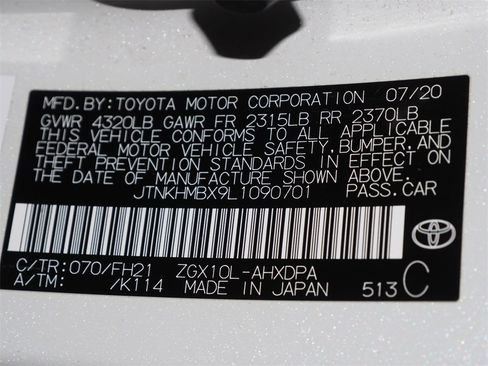 MFD.BY:TOYOTA MOTOR CORPORATION 07/20
GVWR 4320LB GAWR FR 2315LB RR 2370LB
THIS VEHICLE CONFORMS TO ALL APPLICABLE
FEDERAL MOTOR VEHICLE SAFETY,BUMPER,AND
THEFT PREVENTION STANDARDS IN EFFECT ON
THE DATE OF MANUFACTURE SHOWN ABOVE.
JTNKHMBX9L1090701 PASS.CAR
C/TR:070/FH21 ZGX10L-AHXDPA
A/TM: /K114 MADE IN JAPAN 513 C
TOYOTA